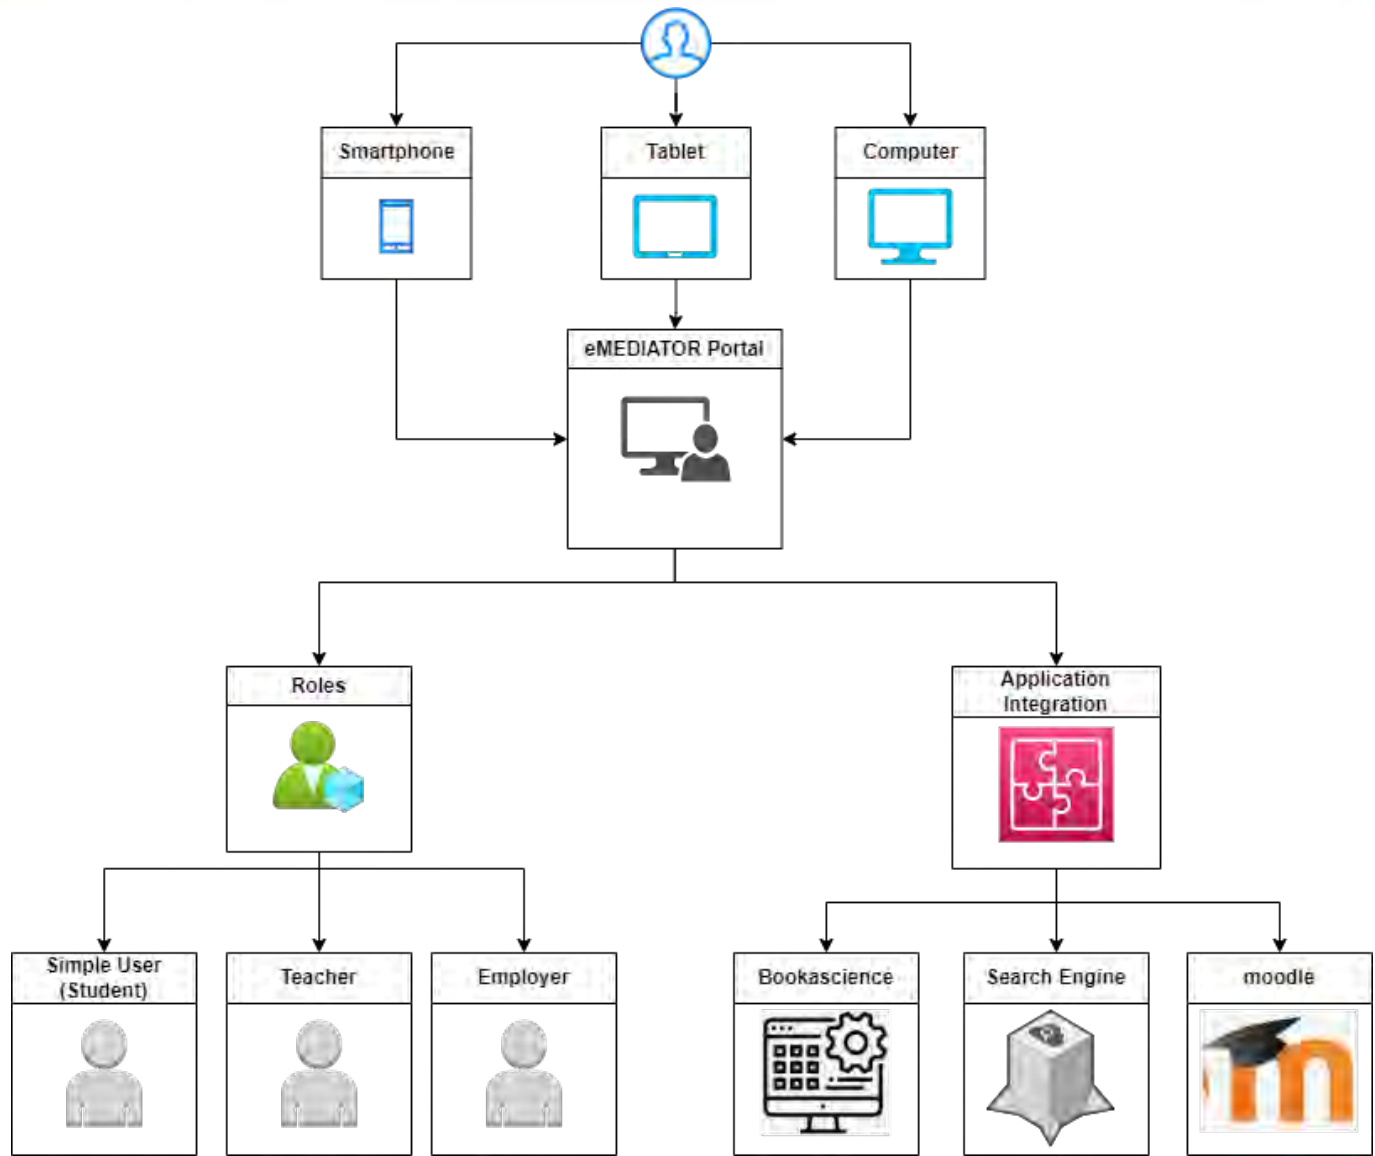 Smartphone
Tablet
Computer
eMEDIATOR Portal
Roles
Application
Integration
Simple User
(Student)
Teacher
Employer
Bookascience
Search Engine
moodle
m